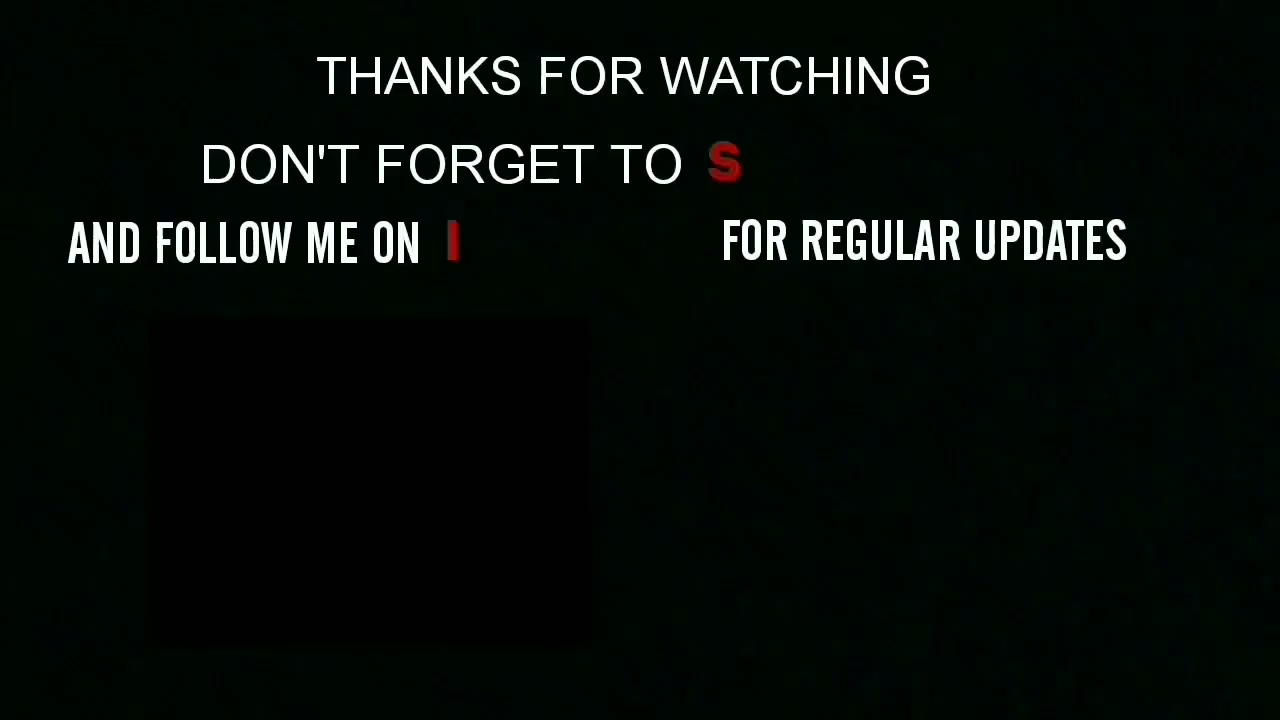 THANKS FOR WATCHING
DON'T FORGET TO S
AND FOLLOW ME ON I FOR REGULAR UPDATES